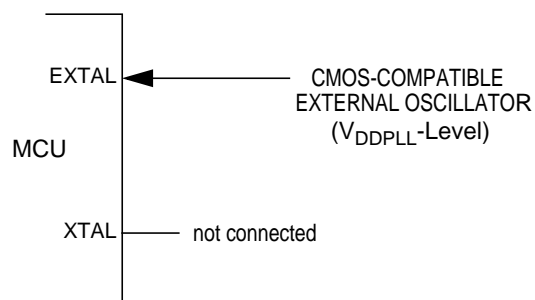 EXTAL
CMOS-COMPATIBLE
EXTERNAL OSCILLATOR
(VDDPLL-Level)
MCU
XTAL
not connected